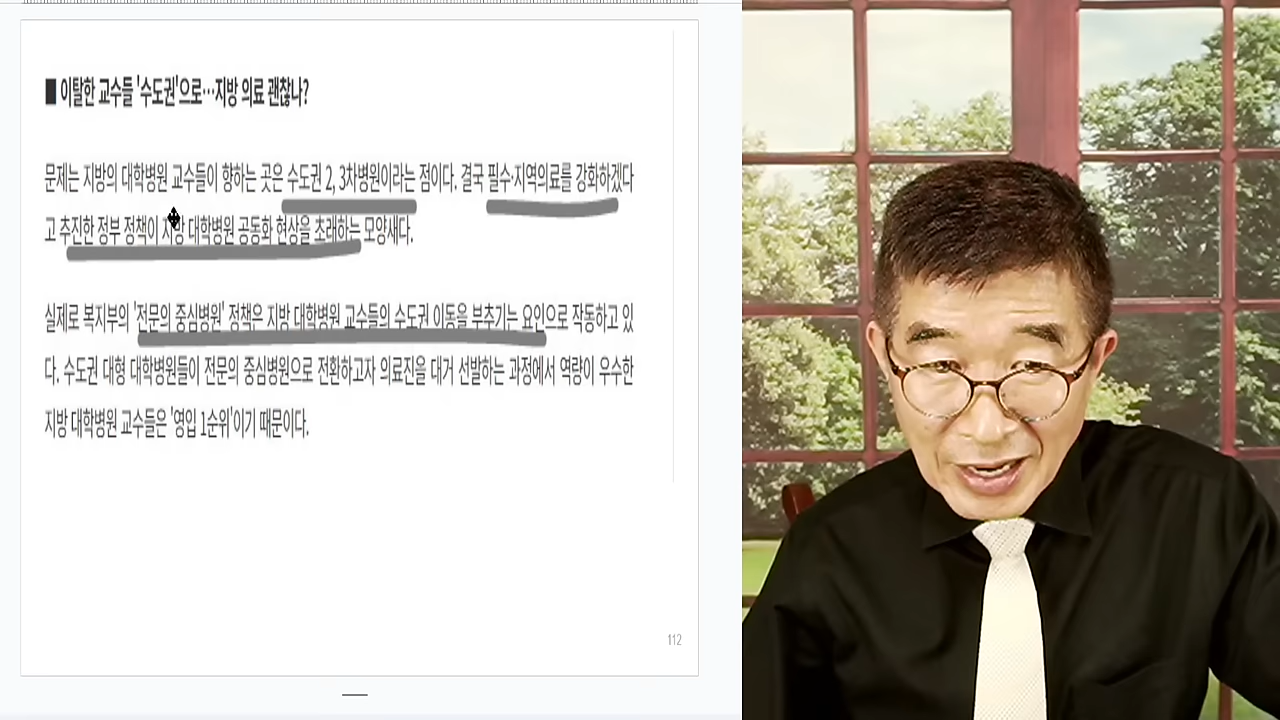 ■ 이탈한 교수들 '수도권'으로…지방 의료 괜찮나?
문제는 지방의 대학병원 교수들이 향하는 곳은 수도권 2, 3차병원이라는 점이다. 결국 필수·지역의료를 강화하겠다
고 추진한 정부 정책이 지방 대학병원 공동화 현상을 초래하는 모양새다.
실제로 복지부의 '전문의 중심병원' 정책은 지방 대학병원 교수들의 수도권 이동을 부추기는 요인으로 작동하고 있
다. 수도권 대형 대학병원들이 전문의 중심병원으로 전환하고자 의료진을 대거 선발하는 과정에서 역량이 우수한
지방 대학병원 교수들은 '영입 1순위'이기 때문이다.
112